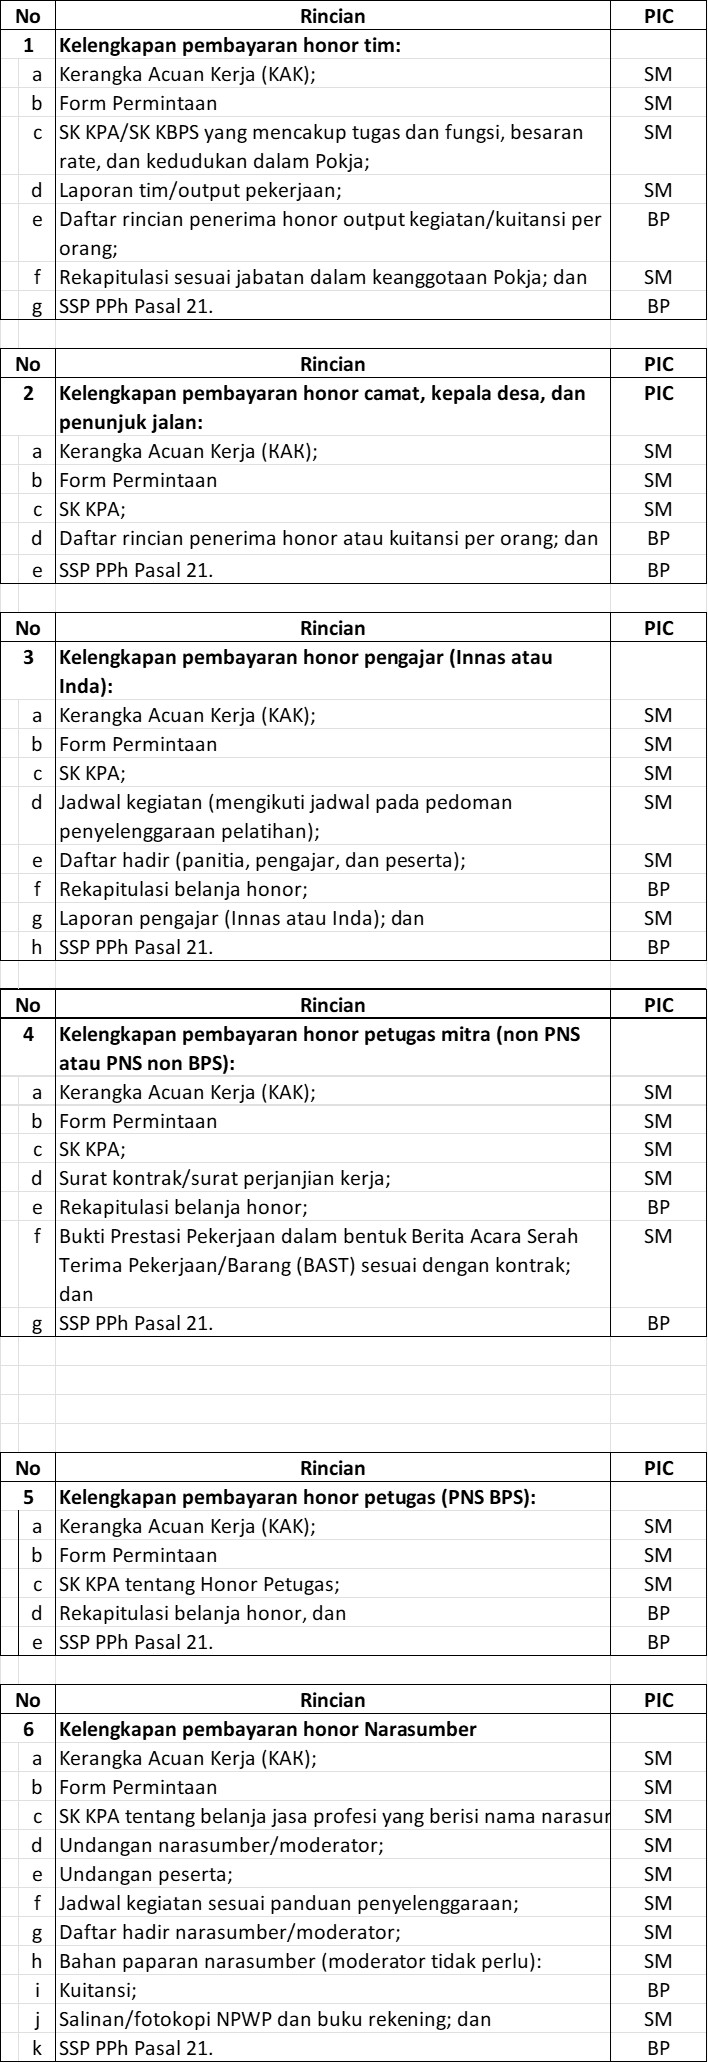 No Rincian PIC
1 Kelengkapan pembayaran honor tim:
a Kerangka Acuan Kerja (KAK); SM
b Form Permintaan SM
c SK KPA/SK KBPS yang mencakup tugas dan fungsi, besaran SM
rate, dan kedudukan dalam Pokja;
d Laporan tim/output pekerjaan; SM
e Daftar rincian penerima honor output kegiatan/kuitansi per BP
orang;
f Rekapitulasi sesuai jabatan dalam keanggotaan Pokja; dan SM
g SSP PPh Pasal 21. BP
No Rincian PIC
2 Kelengkapan pembayaran honor camat, kepala desa, dan PIC
penunjuk jalan:
a Kerangka Acuan Kerja (KAK); SM
b Form Permintaan SM
c SK KPA; SM
d Daftar rincian penerima honor atau kuitansi per orang; dan BP
e SSP PPh Pasal 21. BP
No Rincian PIC
3 Kelengkapan pembayaran honor pengajar (Innas atau
Inda):
a Kerangka Acuan Kerja (KAK); SM
b Form Permintaan SM
c SK KPA; SM
d Jadwal kegiatan (mengikuti jadwal pada pedoman SM
penyelenggaraan pelatihan);
e Daftar hadir (panitia, pengajar, dan peserta); SM
f Rekapitulasi belanja honor; BP
g Laporan pengajar (Innas atau Inda); dan SM
h SSP PPh Pasal 21. BP
No Rincian PIC
4 Kelengkapan pembayaran honor petugas mitra (non PNS
atau PNS non BPS):
a Kerangka Acuan Kerja (KAK); SM
b Form Permintaan SM
c SK KPA; SM
d Surat kontrak/surat perjanjian kerja; SM
e Rekapitulasi belanja honor; BP
f Bukti Prestasi Pekerjaan dalam bentuk Berita Acara Serah SM
Terima Pekerjaan/Barang (BAST) sesuai dengan kontrak;
dan
g SSP PPh Pasal 21. BP
No Rincian PIC
5 Kelengkapan pembayaran honor petugas (PNS BPS):
a Kerangka Acuan Kerja (KAK); SM
b Form Permintaan SM
c SK KPA tentang Honor Petugas; SM
d Rekapitulasi belanja honor, dan BP
e SSP PPh Pasal 21. BP
No Rincian PIC
6 Kelengkapan pembayaran honor Narasumber
a Kerangka Acuan Kerja (KAK); SM
b Form Permintaan SM
c SK KPA tentang belanja jasa profesi yang berisi nama SM
d Undangan narasumber/moderator; SM
e Undangan peserta; SM
f Jadwal kegiatan sesuai panduan penyelenggaraan; SM
g Daftar hadir narasumber/moderator; SM
h Bahan paparan narasumber (moderator tidak perlu): SM
i Kuitansi; BP
j Salinan/fotokopi NPWP dan buku rekening; dan SM
k SSP PPh Pasal 21. BP